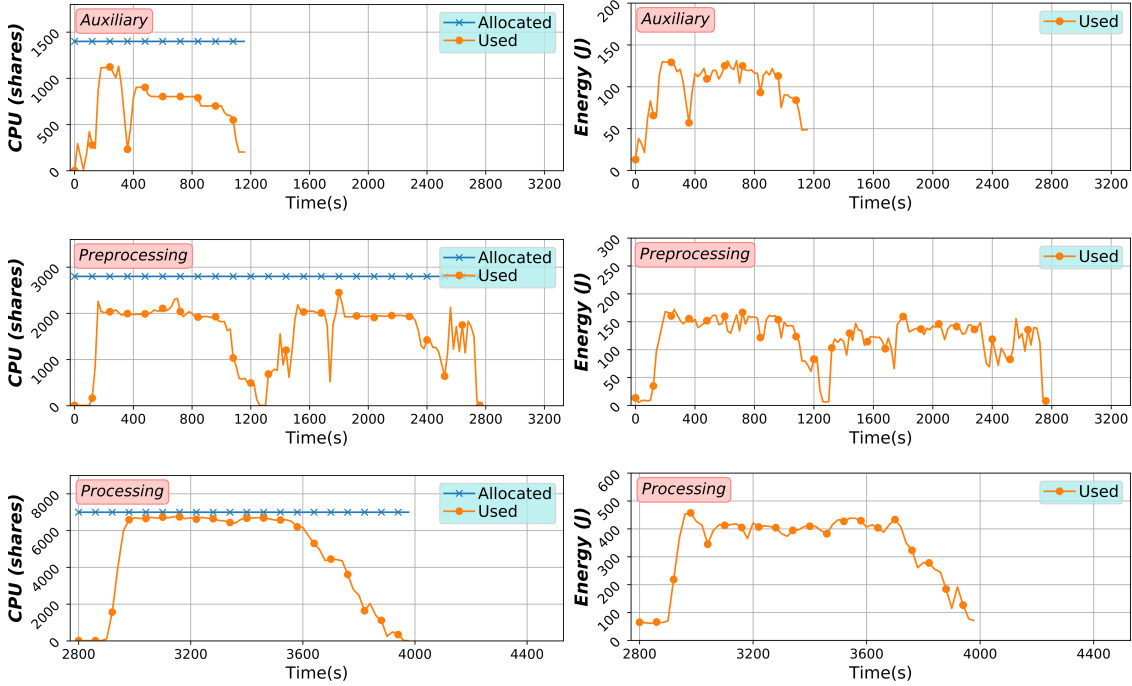 Auxiliary
Allocated
Used
CPU (shares)
1500
1000
500
0
0 400 800 1200 1600 2000 2400 2800 3200
Time(s)
Auxiliary
Used
Energy (J)
200
150
100
50
0
0 400 800 1200 1600 2000 2400 2800 3200
Time(s)
Preprocessing
Allocated
Used
CPU (shares)
3000
2000
1000
0
0 400 800 1200 1600 2000 2400 2800 3200
Time(s)
Preprocessing
Used
Energy (J)
300
250
200
150
100
50
0
0 400 800 1200 1600 2000 2400 2800 3200
Time(s)
Processing
Allocated
Used
CPU (shares)
8000
6000
4000
2000
0
2800 3200 3600 4000 4400
Time(s)
Processing
Used
Energy (J)
600
500
400
300
200
100
0
2800 3200 3600 4000 4400
Time(s)